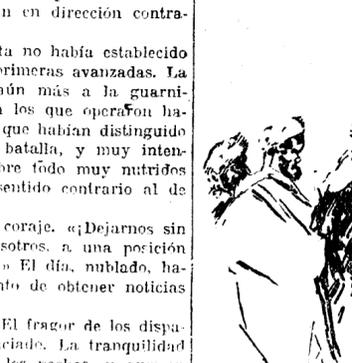 n en dirección contra-
ta no había establecido
primeras avanzadas. La
aún más a la guarni-
a los que operaron ha-
que habían distinguido
batalla, y muy inten-
bre todo muy nutridos
sentido contrario al de
coraje. «¡Dejarnos sin
sotros, a una posición
» El día, nublado, ha-
nto de obtener noticias
El fragor de los dispa-
ciado. La tranquilidad